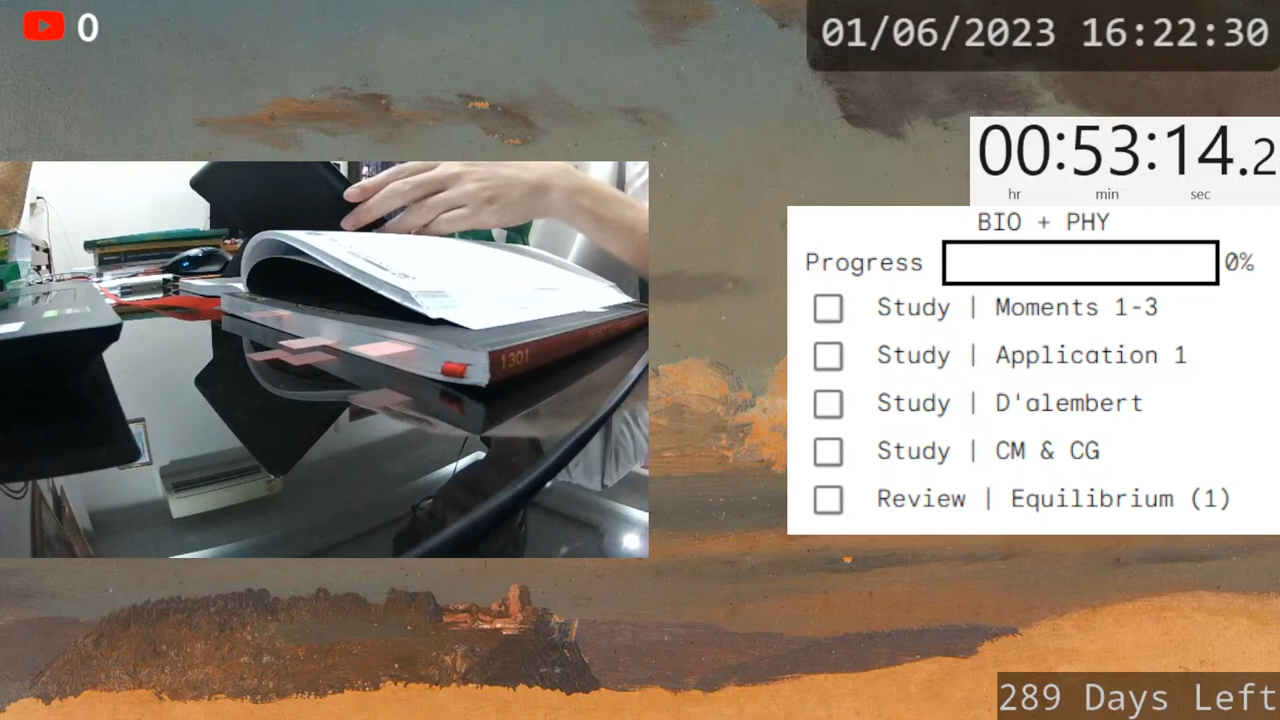 0
01/06/2023 16:22:30
00:53:14.2
hr min sec
BIO + PHY
Progress 0%
Study | Moments 1-3
Study | Application 1
Study | D'alembert
Study | CM & CG
Review | Equilibrium (1)
1301
289 Days Left